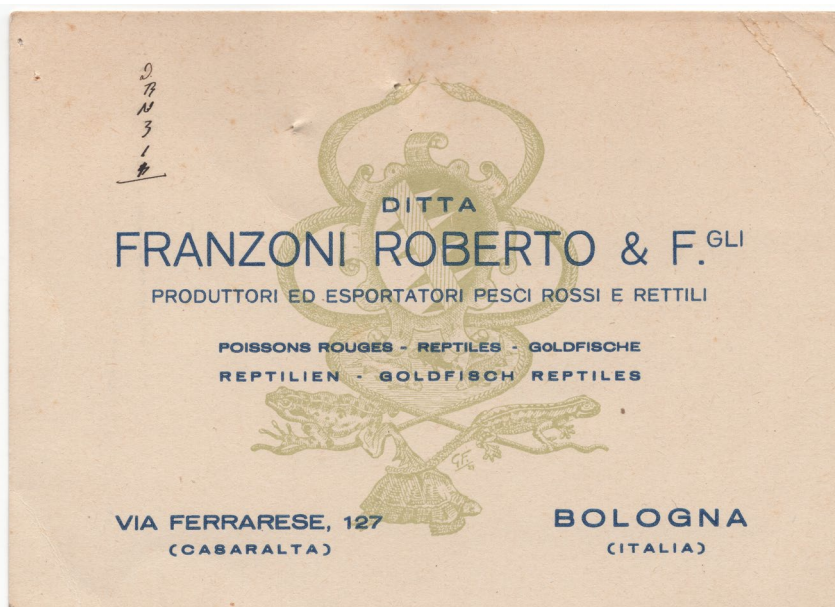 DITTA
FRANZONI ROBERTO & F.GLI
PRODUTTORI ED ESPORTATORI PESCI ROSSI E RETTILI
POISSONS ROUGES - REPTILES - GOLDFISCHE
REPTILIEN - GOLDFISCH REPTILES
GF
VIA FERRARESE, 127
BOLOGNA
(CASARALTA)
(ITALIA)